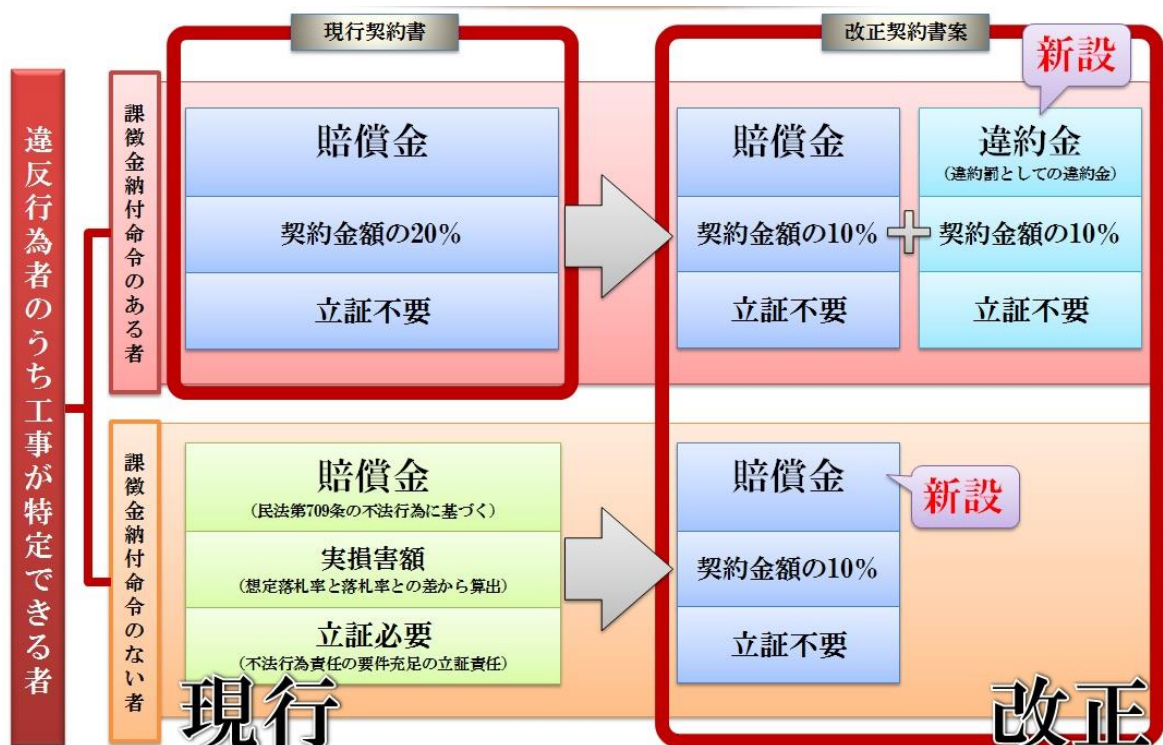 現行契約書
改正契約書案
新設
違反行為者のうち工事が特定できる者
課徴金納付命令のある者
賠償金
契約金額の20%
立証不要
賠償金
契約金額の10%
立証不要
+
違約金
(違約罰としての違約金)
契約金額の10%
立証不要
課徴金納付命令のない者
賠償金
(民法第709条の不法行為に基づく)
実損害額
(想定落札率と落札率との差から算出)
立証必要
(不法行為責任の要件充足の立証責任)
賠償金
契約金額の10%
立証不要
新設
現行
改正